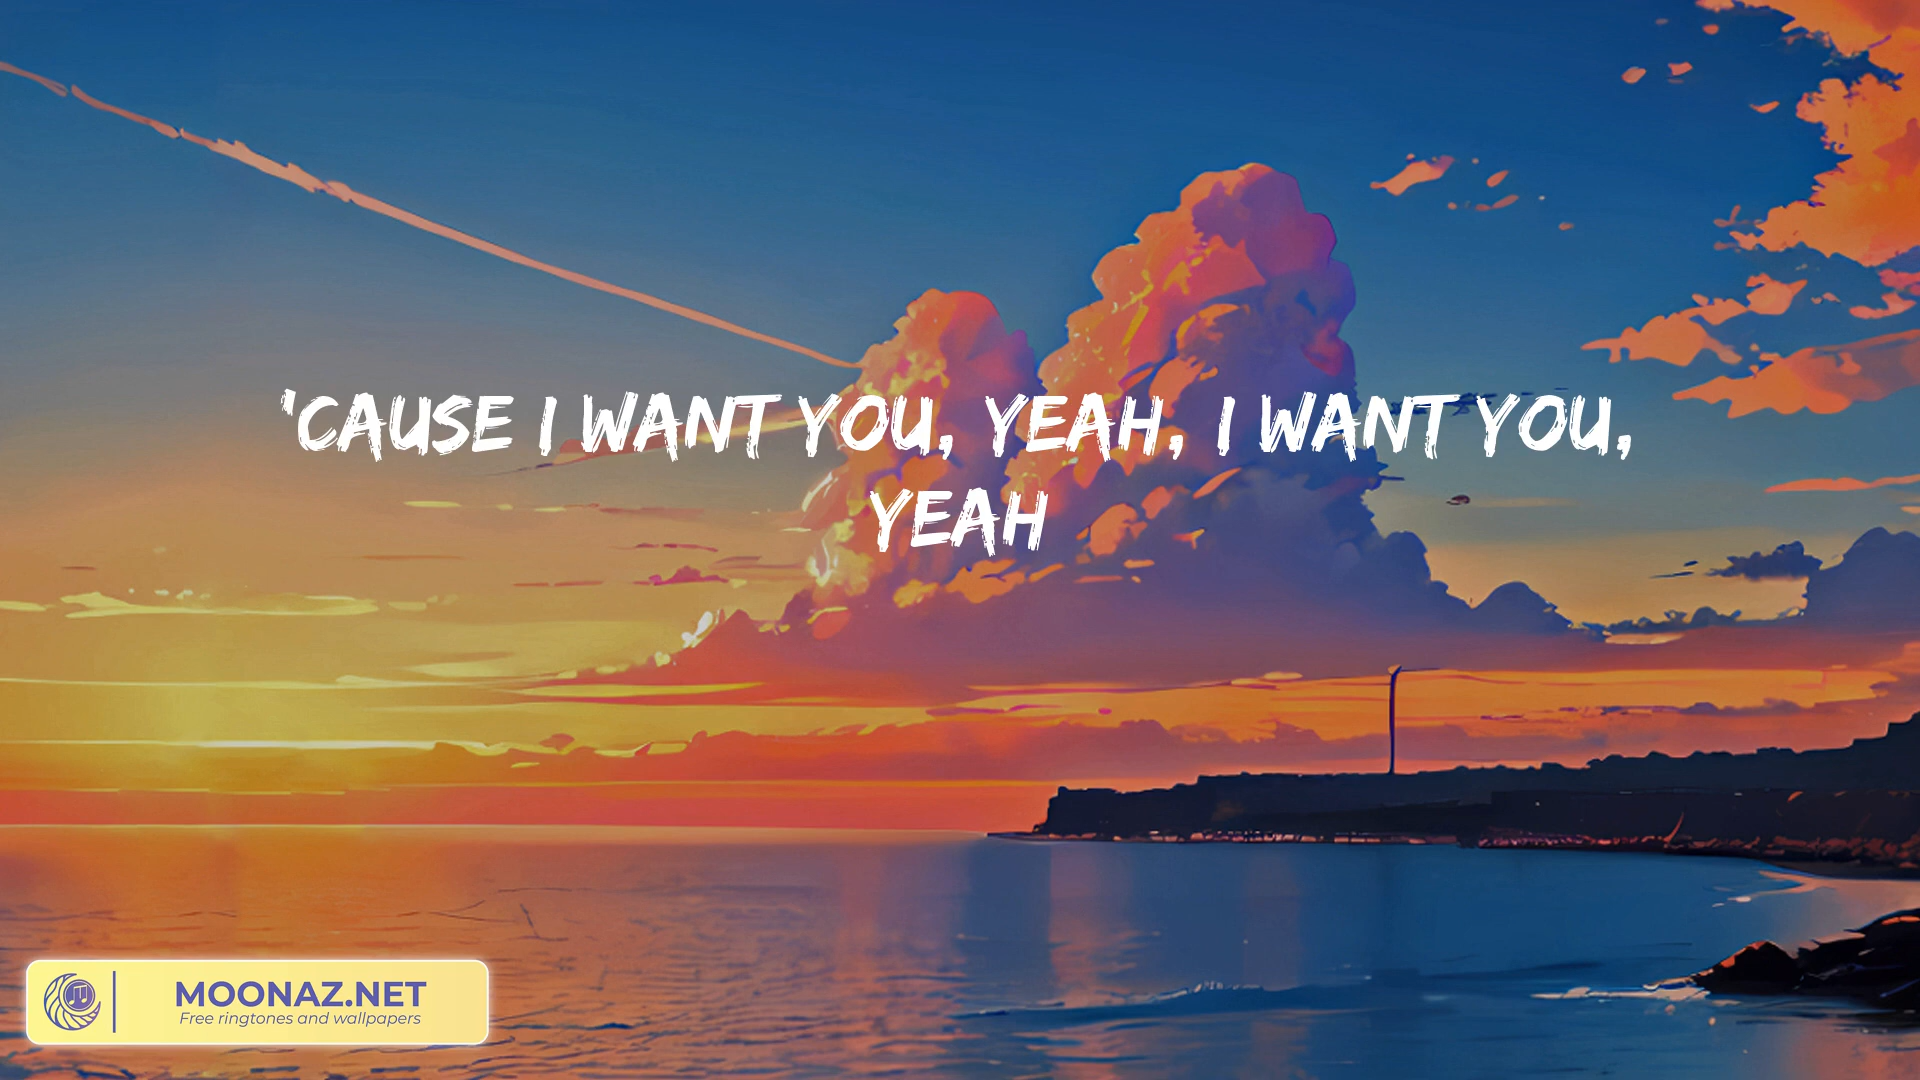 'CAUSE I WANT YOU, YEAH, I WANT YOU,
YEAH
MOONAZ.NET
Free ringtones and wallpapers